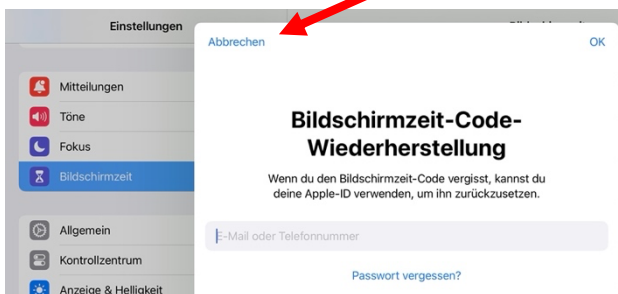 Einstellungen
Abbrechen
OK
Mitteilungen
Töne
Fokus
Bildschirmzeit
Allgemein
Kontrollzentrum
Anzeige & Helligkeit
Bildschirmzeit-Code-
Wiederherstellung
Wenn du den Bildschirmzeit-Code vergisst, kannst du
deine Apple-ID verwenden, um ihn zurückzusetzen.
E-Mail oder Telefonnummer
Passwort vergessen?